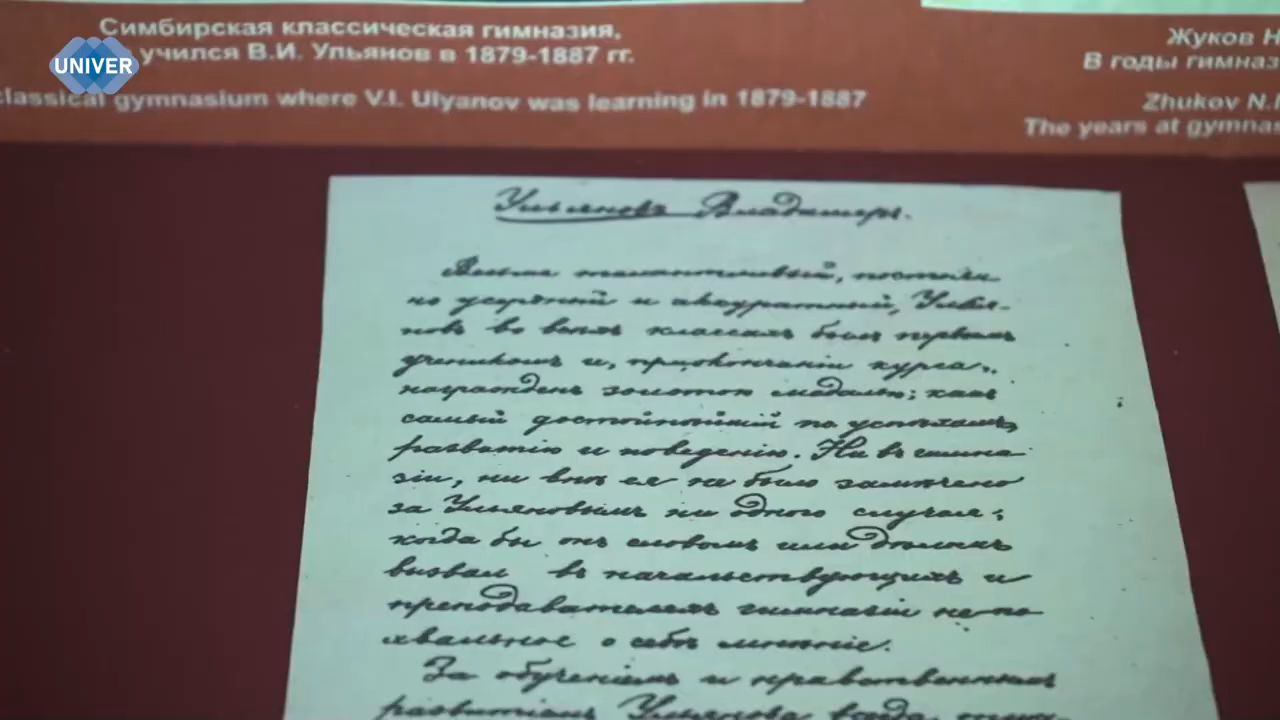 Симбирская классическая гимназия.
учился В.И. Ульянов в 1879-1887 гг.
classical gymnasium where V.I. Ulyanov was learning in 1879-1887
Жуков Н
В годы гимназ
Zhukov N.I
The years at gymnas
UNIVER
Ульяновъ Владимиръ.
Весьма талантливый, постоян
но усердный и аккуратный, Улья-
новъ во всѣхъ классахъ былъ первымъ
ученикомъ и, при окончаніи курса,
награжденъ золотою медалью, какъ
самый достойнѣйшій по успѣхамъ,
развитію и поведенію. Ни въ гимна
зіи, ни внѣ ея не было замѣчено
за Ульяновымъ ни одного случая,
когда бы онъ словомъ или дѣломъ
вызвалъ въ начальствующихъ и
преподавателяхъ гимназіи непо
хвальное о себѣ мнѣніе.
За обученіемъ и нравственнымъ
развитіемъ Ульянова всегда